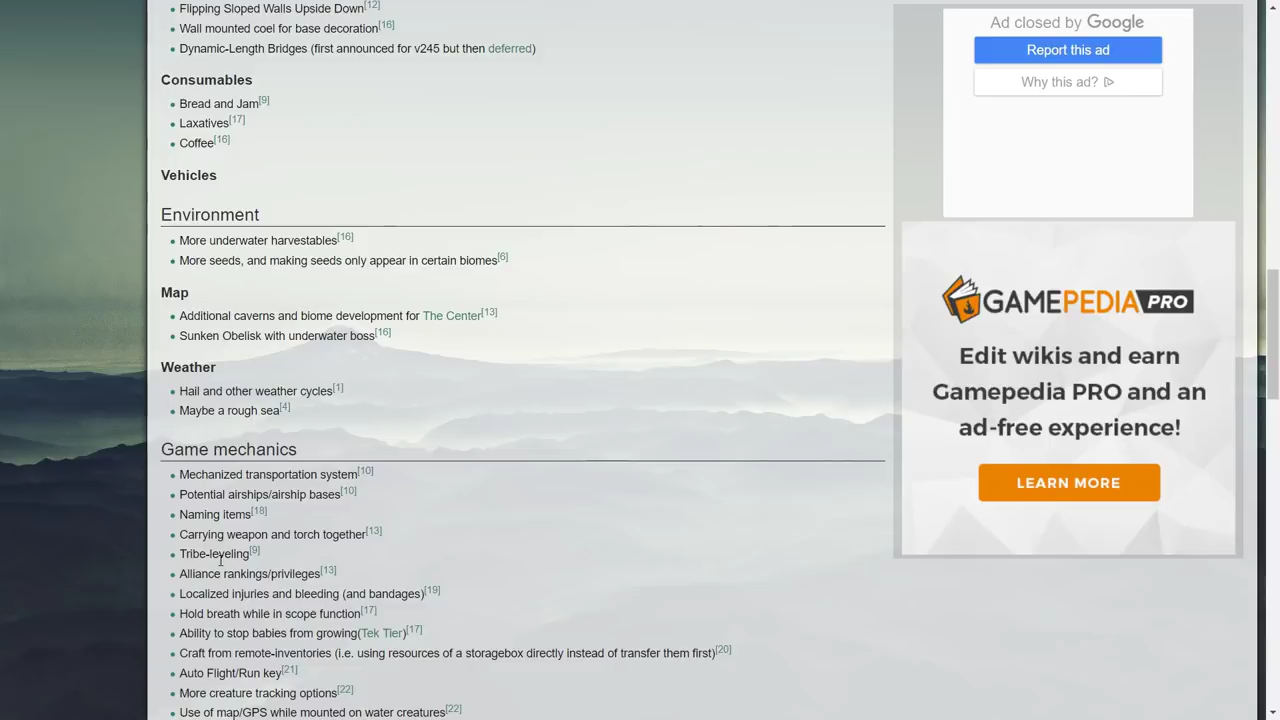 Flipping Sloped Walls Upside Down[12]
Wall mounted coel for base decoration[16]
Dynamic-Length Bridges (first announced for v245 but then deferred)
Consumables
Bread and Jam[9]
Laxatives[17]
Coffee[16]
Vehicles
Environment
More underwater harvestables[16]
More seeds, and making seeds only appear in certain biomes[6]
Map
Additional caverns and biome development for The Center[13]
Sunken Obelisk with underwater boss[16]
Weather
Hail and other weather cycles[1]
Maybe a rough sea[4]
Game mechanics
Mechanized transportation system[10]
Potential airships/airship bases[10]
Naming items[18]
Carrying weapon and torch together[13]
Tribe-leveling[9]
Alliance rankings/privileges[13]
Localized injuries and bleeding (and bandages)[19]
Hold breath while in scope function[17]
Ability to stop babies from growing(Tek Tier)[17]
Craft from remote-inventories (i.e. using resources of a storagebox directly instead of transfer them first)[20]
Auto Flight/Run key[21]
More creature tracking options[22]
Use of map/GPS while mounted on water creatures[22]
Ad closed by Google
Report this ad
Why this ad?
GAMEPEDIA PRO
Edit wikis and earn
Gamepedia PRO and an
ad-free experience!
LEARN MORE